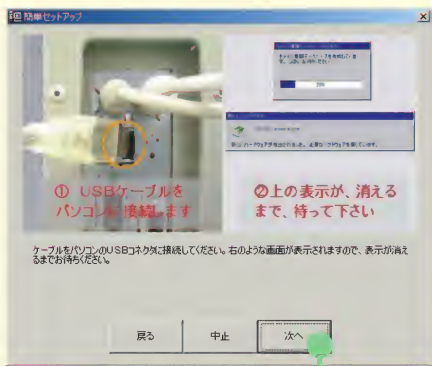 簡単セットアップ
① USBケーブルを
パソコンに接続します
②上の表示が、消える
まで、待って下さい
ケーブルをパソコンのUSBコネクタに接続してください。右のような画面が表示されますので、表示が消え
るまでお待ちください。
戻る
中止
次へ